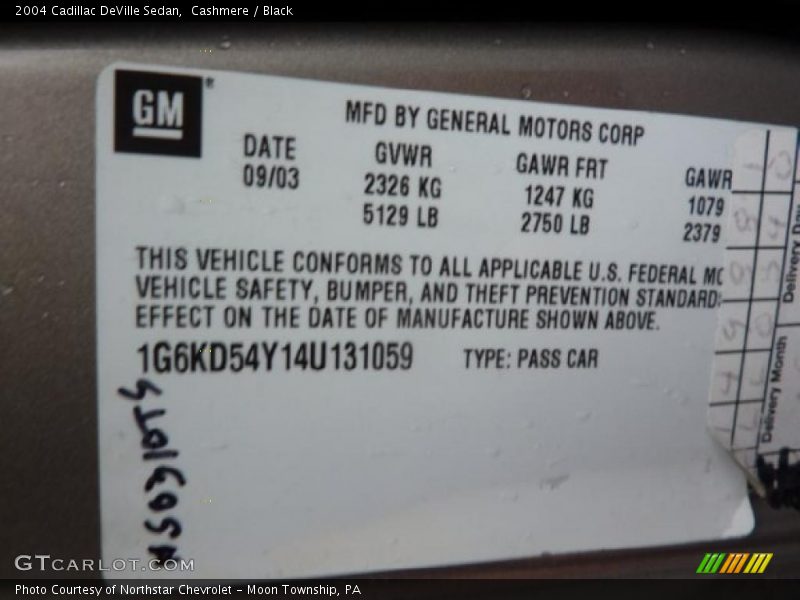 2004 Cadillac DeVille Sedan, Cashmere / Black
GM®
MFD BY GENERAL MOTORS CORP
DATE GVWR GAWR FRT GAWR
09/03 2326 KG 1247 KG 1079
5129 LB 2750 LB 2379
THIS VEHICLE CONFORMS TO ALL APPLICABLE U.S. FEDERAL MO
VEHICLE SAFETY, BUMPER, AND THEFT PREVENTION STANDARDS
EFFECT ON THE DATE OF MANUFACTURE SHOWN ABOVE.
1G6KD54Y14U131059 TYPE: PASS CAR
Delivery Day
Delivery Month
GTCARLOT.COM
Photo Courtesy of Northstar Chevrolet - Moon Township, PA